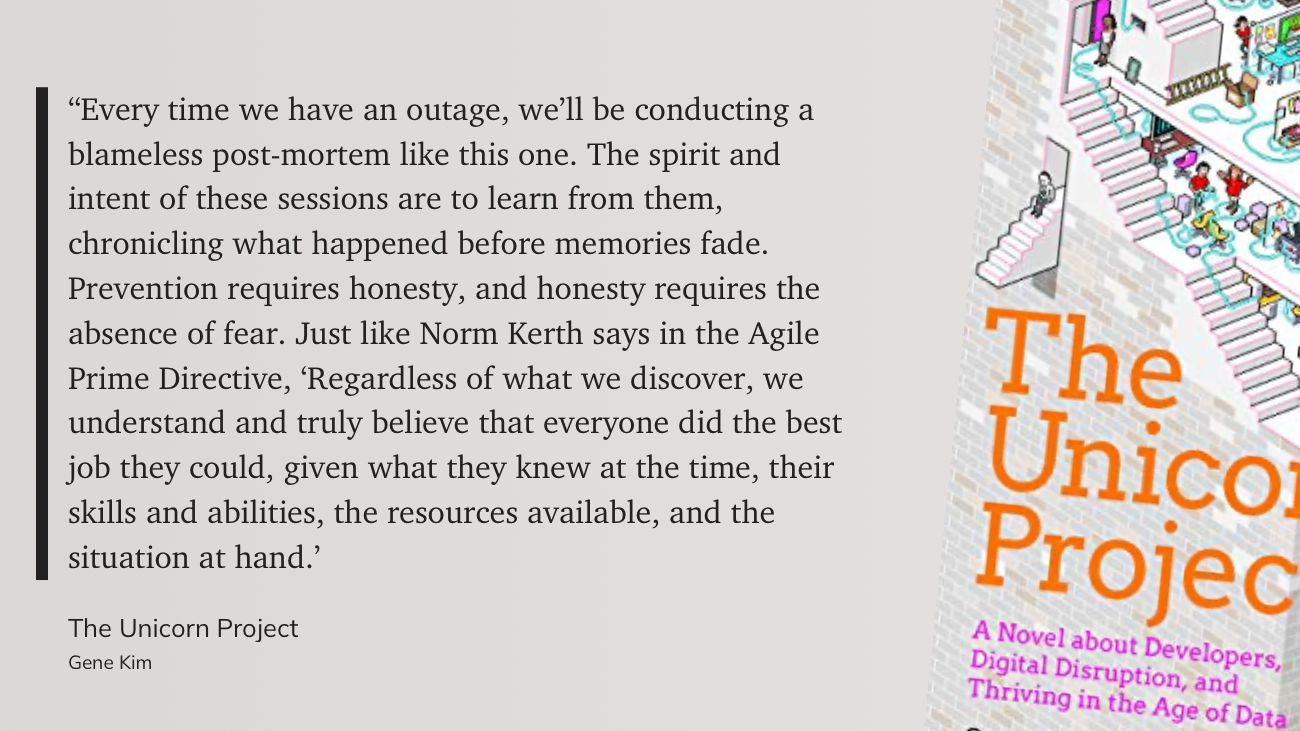 “Every time we have an outage, we’ll be conducting a
blameless post-mortem like this one. The spirit and
intent of these sessions are to learn from them,
chronicling what happened before memories fade.
Prevention requires honesty, and honesty requires the
absence of fear. Just like Norm Kerth says in the Agile
Prime Directive, ‘Regardless of what we discover, we
understand and truly believe that everyone did the best
job they could, given what they knew at the time, their
skills and abilities, the resources available, and the
situation at hand.’
The Unicorn Project
Gene Kim
The
Unicor
Projec
A Novel about Developers,
Digital Disruption, and
Thriving in the Age of Data